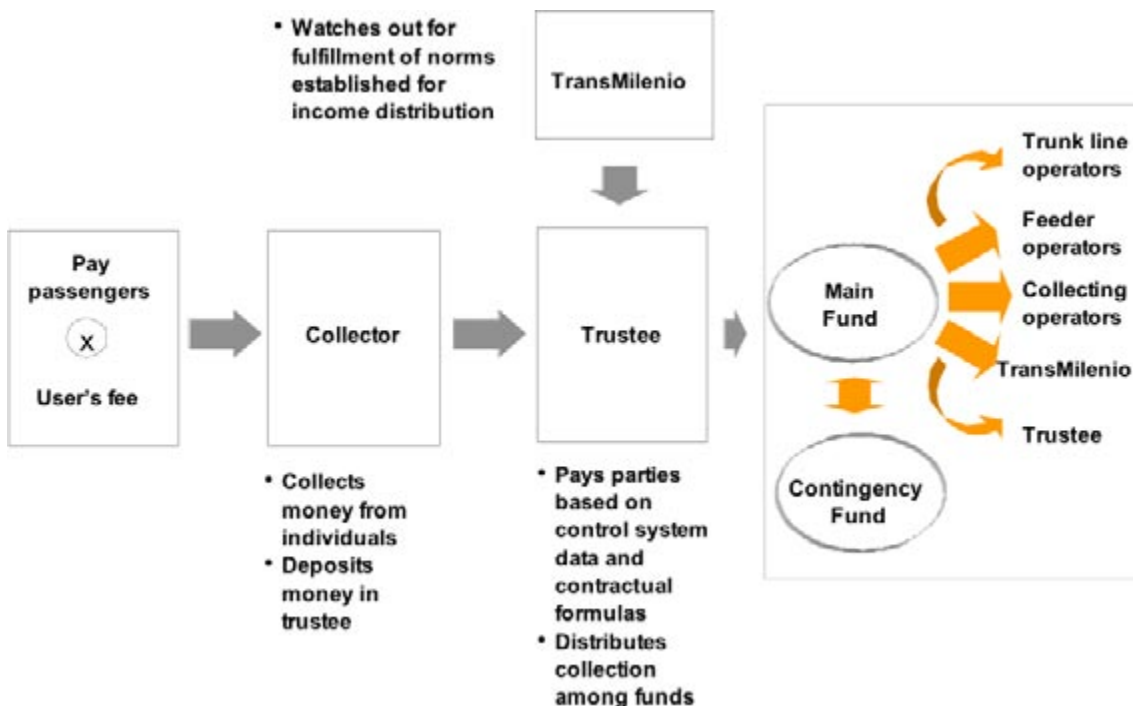 • Watches out for
fulfillment of norms
established for
income distribution
TransMilenio
Pay
passengers
X
User's fee
Collector
• Collects
money from
individuals
• Deposits
money in
trustee
Trustee
• Pays parties
based on
control system
data and
contractual
formulas
• Distributes
collection
among funds
Main
Fund
Contingency
Fund
Trunk line
operators
Feeder
operators
Collecting
operators
TransMilenio
Trustee